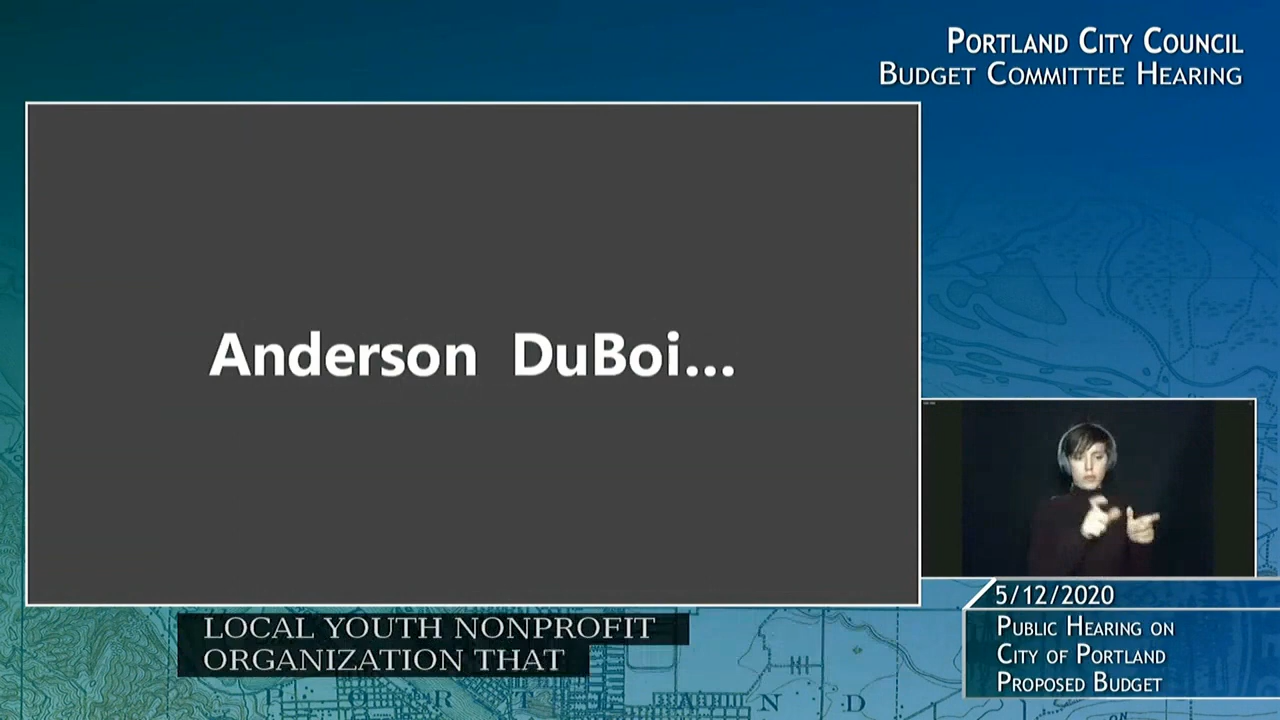 PORTLAND CITY COUNCIL
BUDGET COMMITTEE HEARING
Anderson DuBoi...
5/12/2020
PUBLIC HEARING ON
CITY OF PORTLAND
PROPOSED BUDGET
LOCAL YOUTH NONPROFIT
ORGANIZATION THAT
R T L A N D